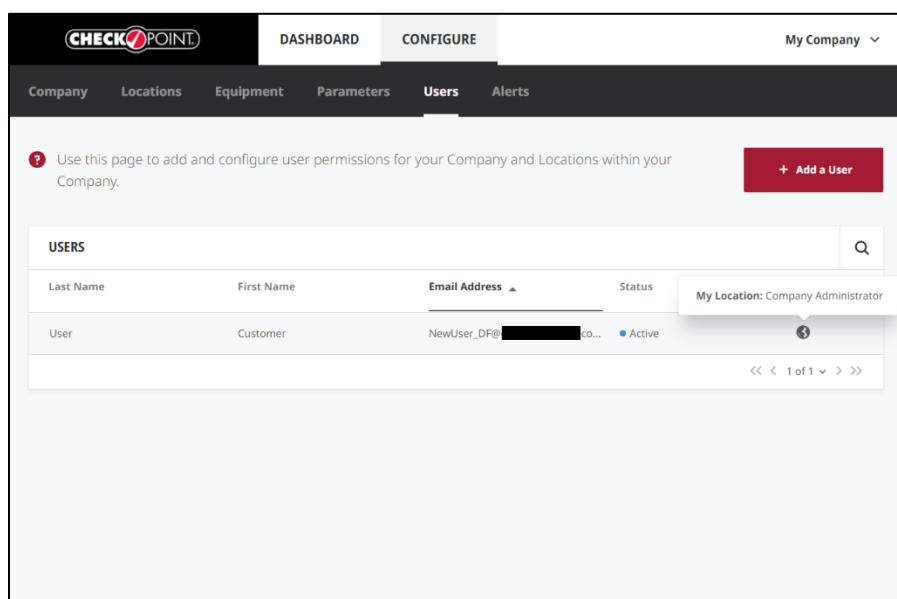 CHECK POINT.
DASHBOARD
CONFIGURE
My Company
Company
Locations
Equipment
Parameters
Users
Alerts
? Use this page to add and configure user permissions for your Company and Locations within your
Company.
+ Add a User
USERS
Last Name
First Name
Email Address
Status
My Location: Company Administrator
User
Customer
NewUser_DF@ co...
Active
<< < 1 of 1 > >>